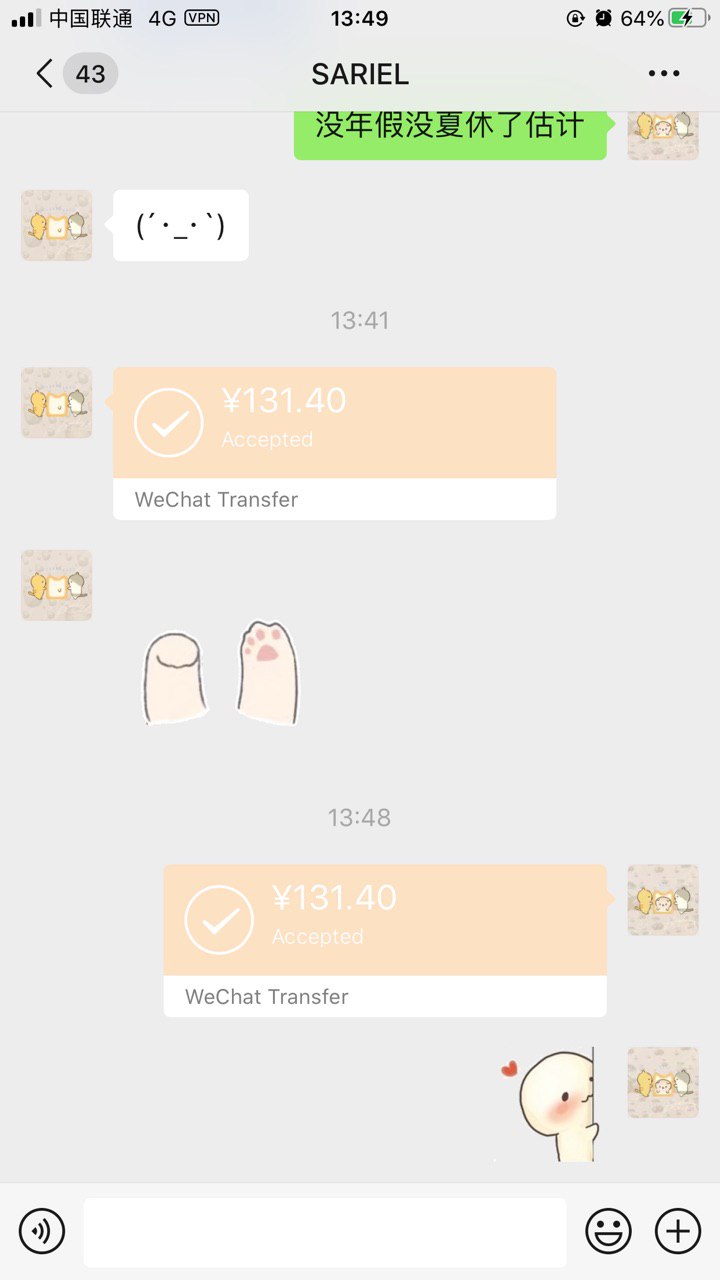 中国联通 4G VPN 13:49 64%
43 SARIEL
没年假没夏休了估计
(´･_･`)
13:41
¥131.40
Accepted
WeChat Transfer
13:48
¥131.40
Accepted
WeChat Transfer